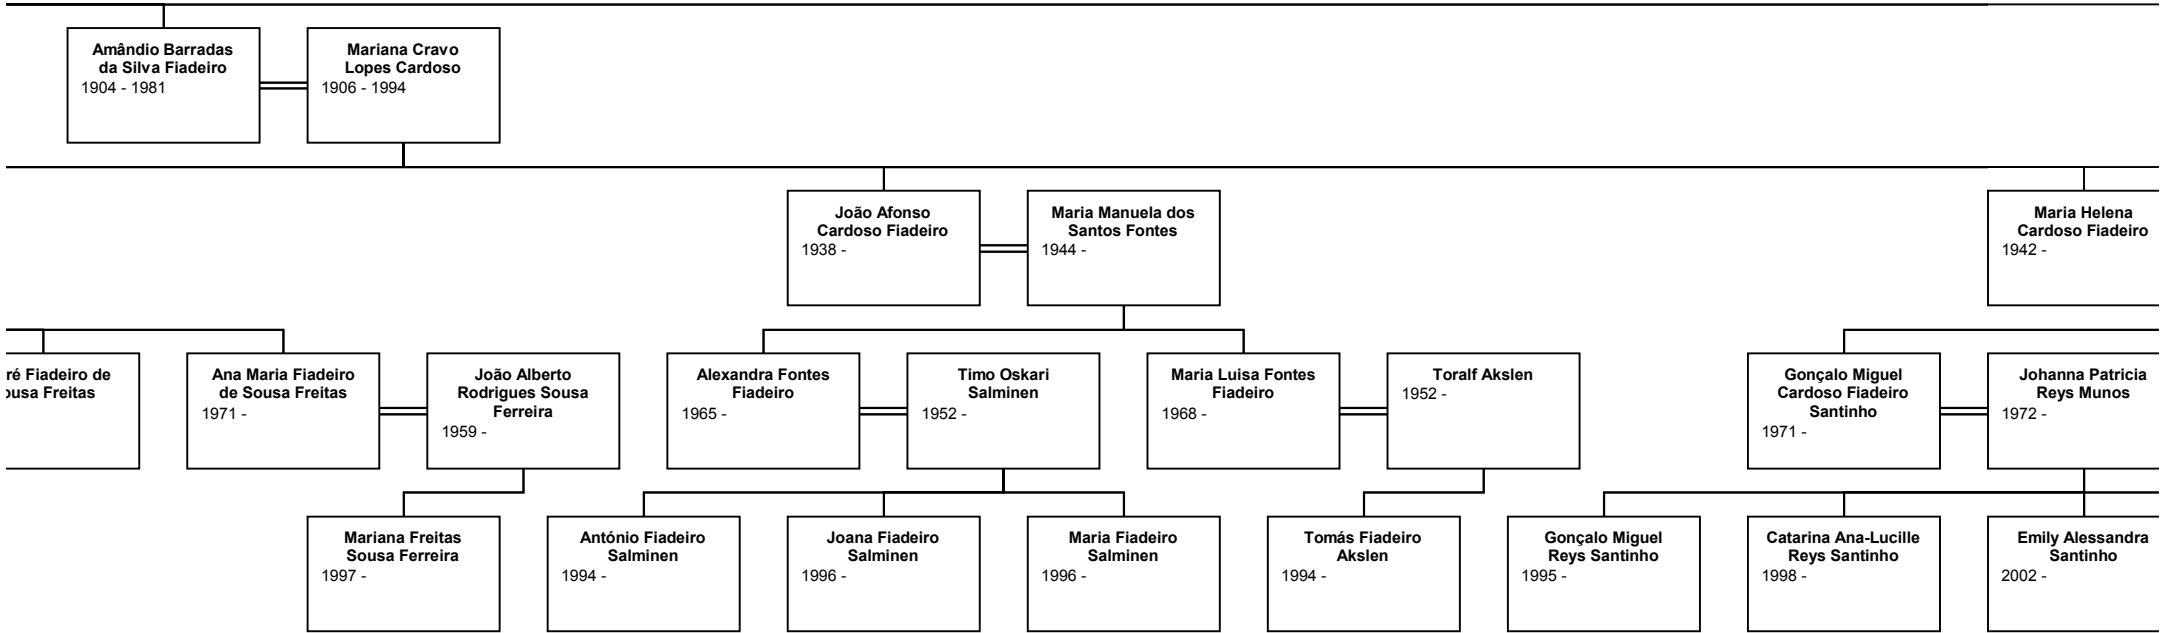 Amândio Barradas
da Silva Fiadeiro
1904 - 1981
Mariana Cravo
Lopes Cardoso
1906 - 1994
João Afonso
Cardoso Fiadeiro
1938 -
Maria Manuela dos
Santos Fontes
1944 -
Maria Helena
Cardoso Fiadeiro
1942 -
Fiadeiro de
Freitas
Ana Maria Fiadeiro
de Sousa Freitas
1971 -
João Alberto
Rodrigues Sousa
Ferreira
1959 -
Alexandra Fontes
Fiadeiro
1965 -
Timo Oskari
Salminen
1952 -
Maria Luisa Fontes
Fiadeiro
1968 -
Toralf Akslen
1952 -
Gonçalo Miguel
Cardoso Fiadeiro
Santinho
1971 -
Johanna Patricia
Reys Munos
1972 -
Mariana Freitas
Sousa Ferreira
1997 -
António Fiadeiro
Salminen
1994 -
Joana Fiadeiro
Salminen
1996 -
Maria Fiadeiro
Salminen
1996 -
Tomás Fiadeiro
Akslen
1994 -
Gonçalo Miguel
Reys Santinho
1995 -
Catarina Ana-Lucille
Reys Santinho
1998 -
Emily Alessandra
Santinho
2002 -